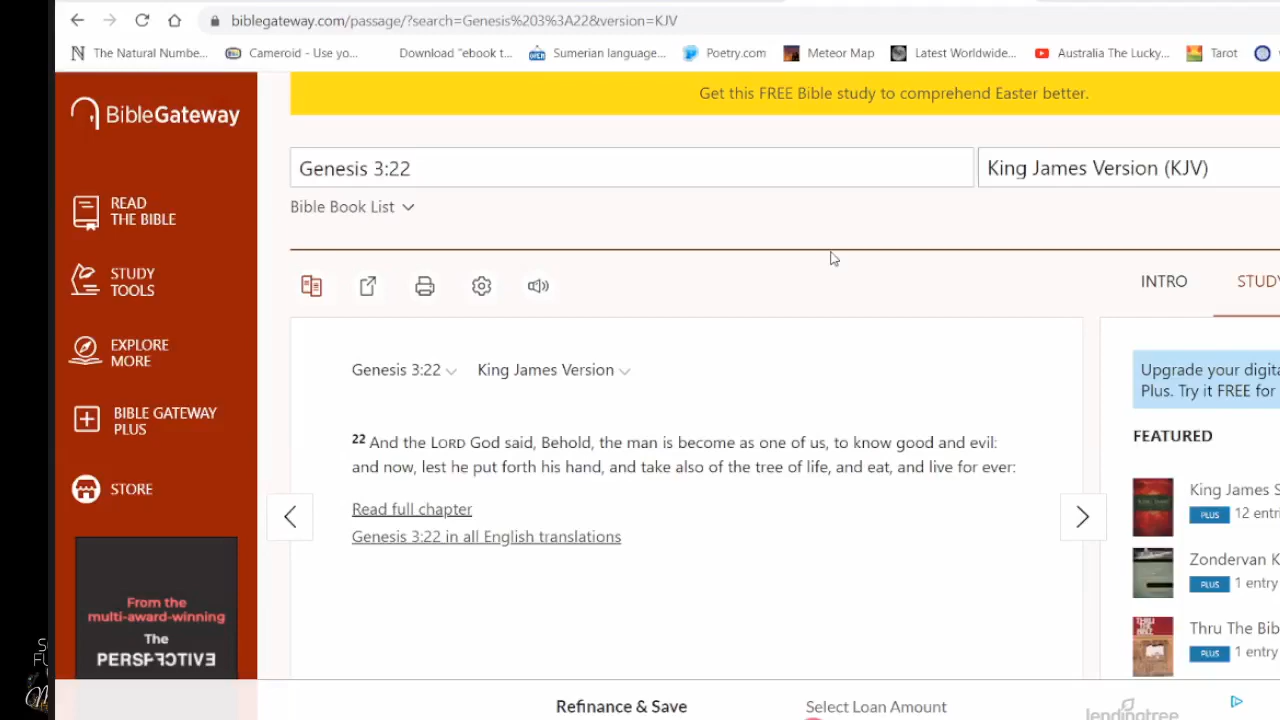 biblegateway.com/passage/?search=Genesis%203%3A22&version=KJV
The Natural Numbe... Cameroid - Use yo... Download "ebook t... Sumerian language... Poetry.com Meteor Map Latest Worldwide... Australia The Lucky... Tarot
BibleGateway
Get this FREE Bible study to comprehend Easter better.
Genesis 3:22
King James Version (KJV)
Bible Book List
READ
THE BIBLE
STUDY
TOOLS
EXPLORE
MORE
BIBLE GATEWAY
PLUS
STORE
From the
multi-award-winning
The
PERSPECTIVE
INTRO
Genesis 3:22 King James Version
22 And the LORD God said, Behold, the man is become as one of us, to know good and evil:
and now, lest he put forth his hand, and take also of the tree of life, and eat, and live for ever:
Read full chapter
Genesis 3:22 in all English translations
Upgrade your digita
Plus. Try it FREE for
FEATURED
King James S
PLUS 12 entri
Zondervan K
PLUS 1 entry
Thru The Bib
PLUS 1 entry
Refinance & Save
Select Loan Amount
lendingtree